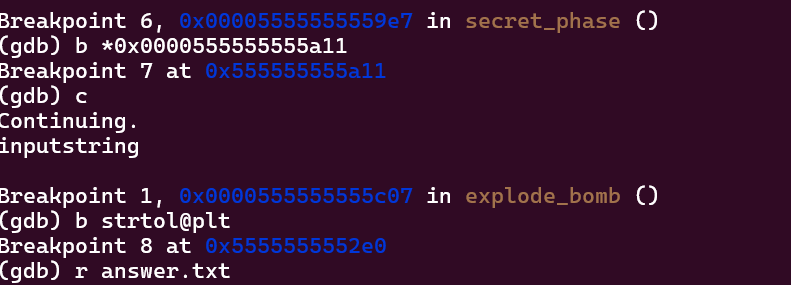 Breakpoint 6, 0x00005555555559e7 in secret_phase ()
(gdb) b *0x0000555555555a11
Breakpoint 7 at 0x555555555a11
(gdb) c
Continuing.
inputstring
Breakpoint 1, 0x0000555555555c07 in explode_bomb ()
(gdb) b strtol@plt
Breakpoint 8 at 0x5555555552e0
(gdb) r answer.txt